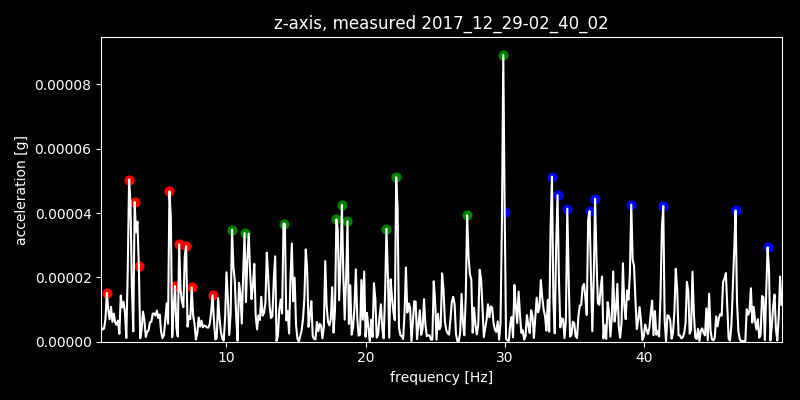 z-axis, measured 2017_12_29-02_40_02
0.00008
0.00006
0.00004
0.00002
0.00000
acceleration [g]
10 20 30 40
frequency [Hz]